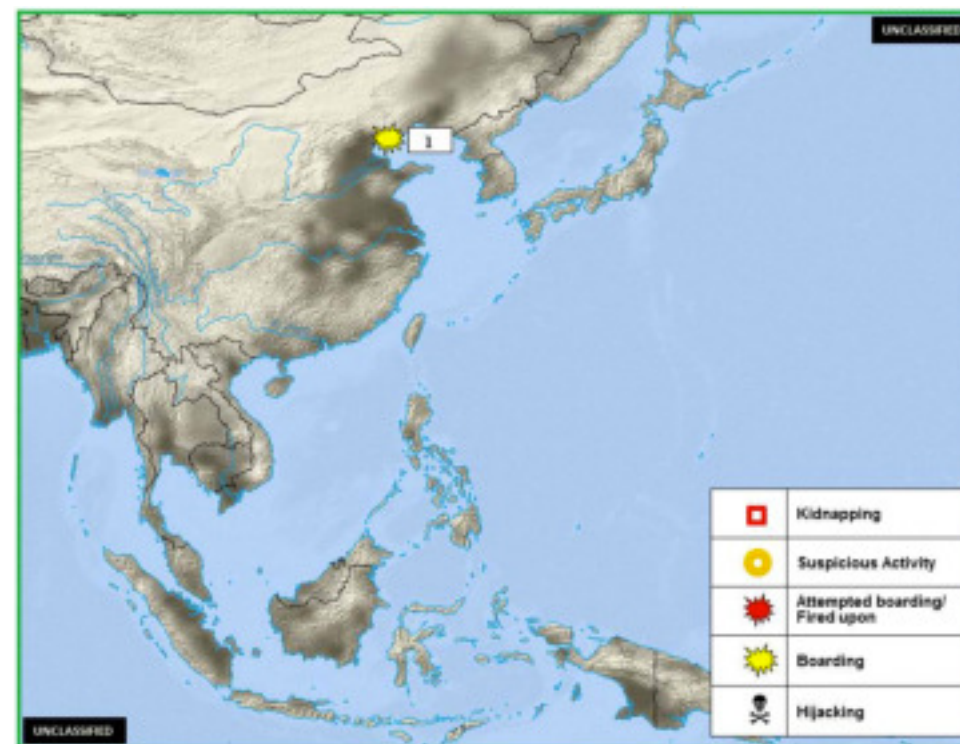 UNCLASSIFIED
1
Kidnapping
Suspicious Activity
Attempted boarding/
Fired upon
Boarding
Hijacking
UNCLASSIFIED